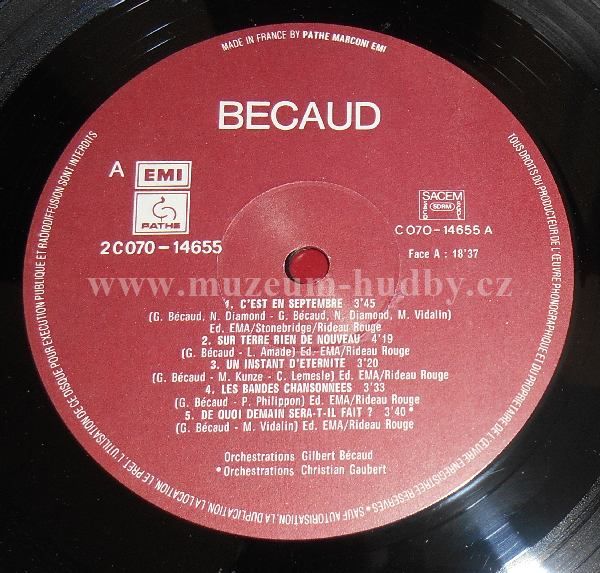 MADE IN FRANCE BY PATHE MARCONI EMI
BECAUD
A
EMI
PATHE
2C070-14655
SACEM
SDRM
C 070-14655 A
Face A : 18'37
www.muzeum-hudby.cz
1. C'EST EN SEPTEMBRE 3'45
(G. Bécaud, N. Diamond - G. Bécaud, N. Diamond, M. Vidalin)
Ed. EMA/Stonebridge/Rideau Rouge
2. SUR TERRE RIEN DE NOUVEAU 4'19
(G. Bécaud - L. Amade) Ed. EMA/Rideau Rouge
3. UN INSTANT D'ETERNITE 3'20
(G. Bécaud - M. Kunze - C. Lemesle) Ed. EMA/Rideau Rouge
4. LES BANDES CHANSONNEES 3'33
(G. Bécaud - P. Philippon) Ed. EMA/Rideau Rouge
5. DE QUOI DEMAIN SERA-T-IL FAIT ? 3'40*
(G. Bécaud - M. Vidalin) Ed. EMA/Rideau Rouge
Orchestrations Gilbert Bécaud
*Orchestrations Christian Gaubert
TOUS DROITS DU PRODUCTEUR DE L'ŒUVRE PHONOGRAPHIQUE ET DU PROPRIETAIRE DE L'ŒUVRE ENREGISTREE RESERVES • SAUF AUTORISATION, LA DUPLICATION, LA LOCATION, LE PRET, L'UTILISATION DE CE DISQUE POUR EXECUTION PUBLIQUE ET RADIODIFFUSION SONT INTERDITS